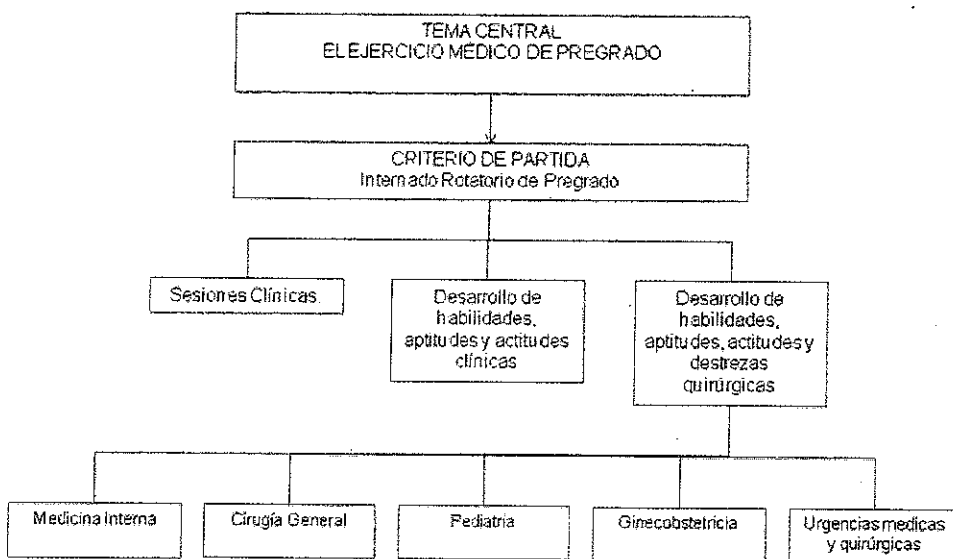 TEMA CENTRAL
EL EJERCICIO MÉDICO DE PREGRADO
CRITERIO DE PARTIDA
Internado Rotatorio de Pregrado
Sesiones Clínicas.
Desarrollo de
habilidades,
aptitudes y actitudes
clínicas
Desarrollo de
habilidades,
aptitudes, actitudes y
destrezas
quirúrgicas
Medicina Interna
Cirugía General
Pediatria
Ginecobstetricia
Urgencias medicas
y quirúrgicas